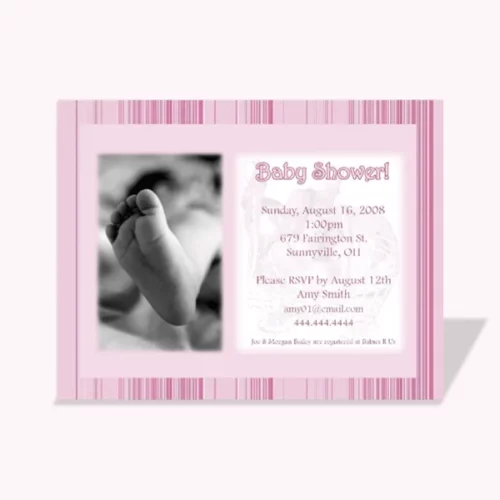 Baby Shower!
Sunday, August 16, 2008
1:00pm
679 Fairington St.
Sunnyville, OH
Please RSVP by August 12th
Amy Smith
amy01@email.com
444.444.4444
Joe & Morgan Bailey are registered at Babies R Us